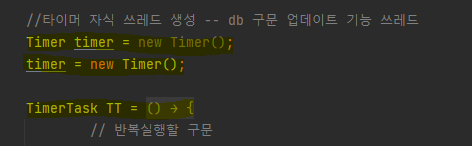 //타이머 자식 쓰레드 생성 -- db 구문 업데이트 기능 쓰레드
Timer timer = new Timer();
timer = new Timer();
TimerTask TT = () → {
// 반복실행할 구문